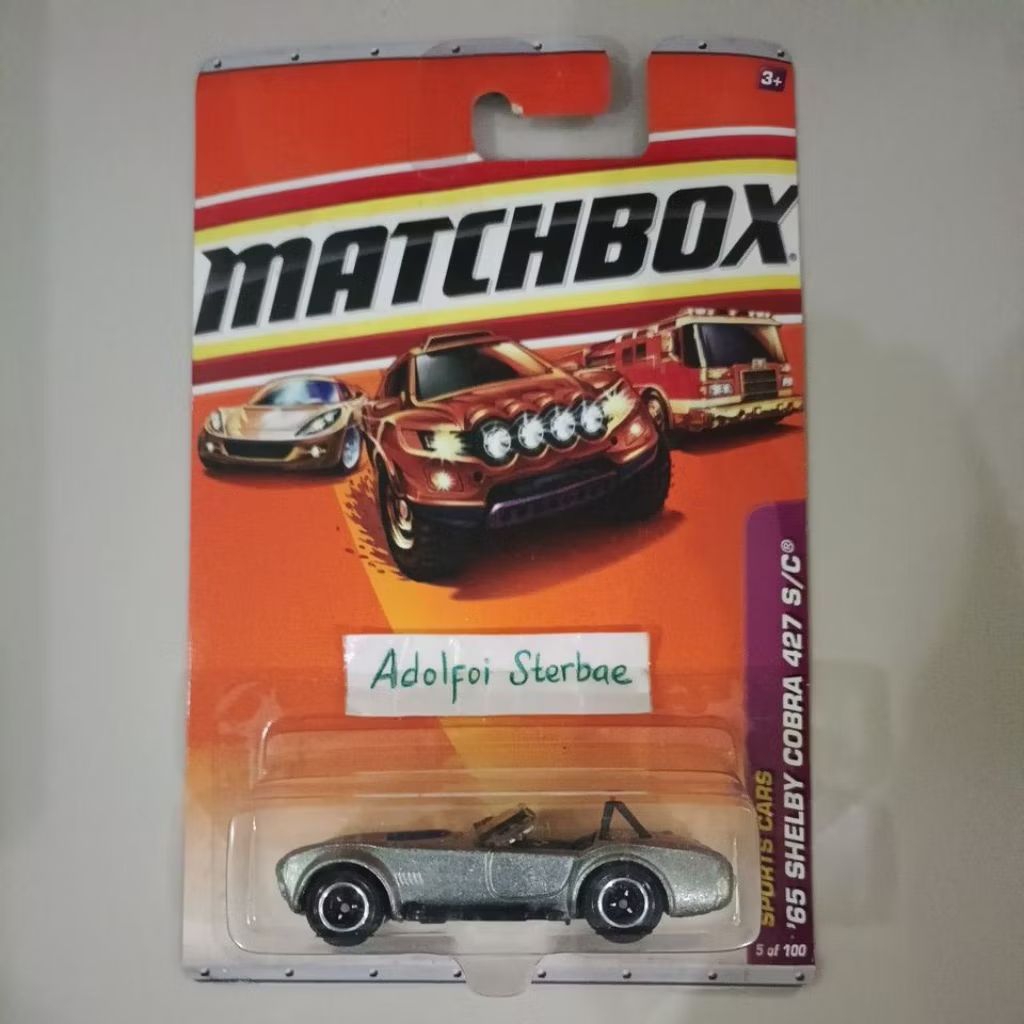 3+
MATCHBOX
Adolfoi Sterbae
SPORTS CARS
'65 SHELBY COBRA 427 S/C®
5 of 100